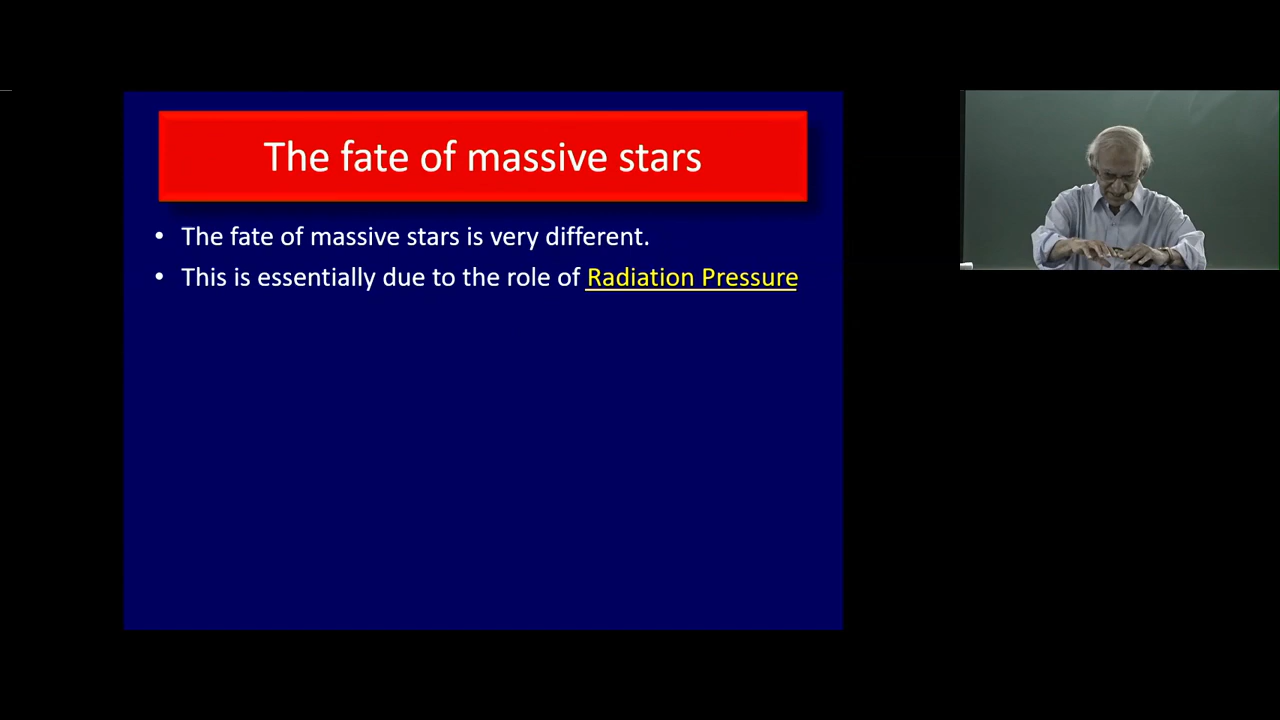 The fate of massive stars
• The fate of massive stars is very different.
• This is essentially due to the role of Radiation Pressure